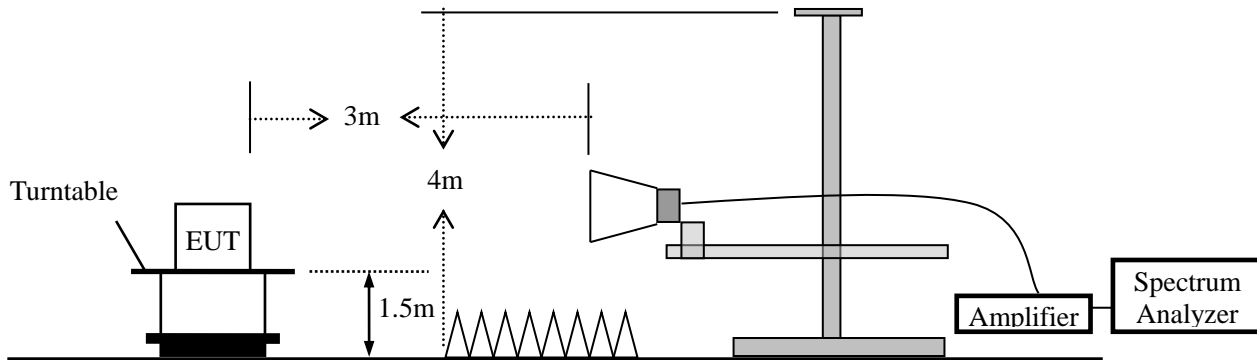 3m
4m
Turntable
EUT
1.5m
Amplifier
Spectrum
Analyzer